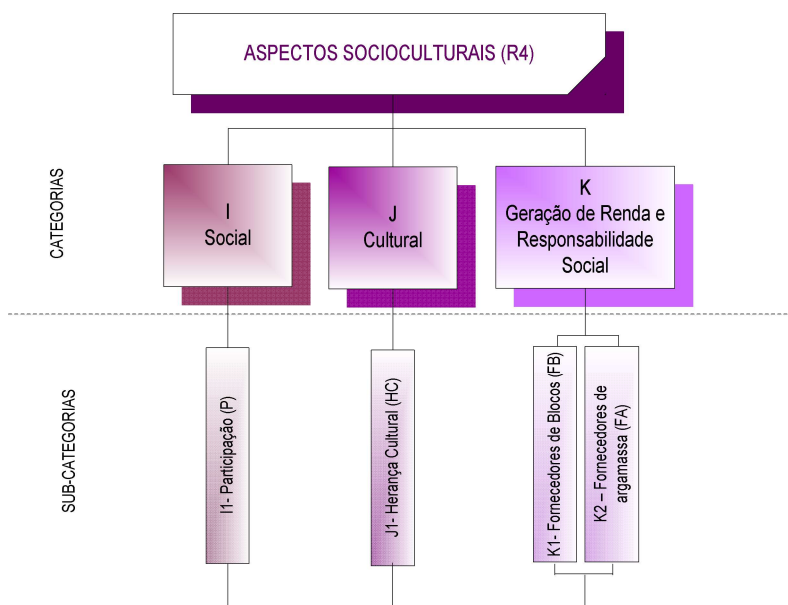 ASPECTOS SOCIOCULTURAIS (R4)
CATEGORIAS
I
Social
J
Cultural
K
Geração de Renda e
Responsabilidade
Social
SUB-CATEGORIAS
I1- Participação (P)
J1- Herança Cultural (HC)
K1- Fornecedores de Blocos (FB)
K2 – Fornecedores de
argamassa (FA)